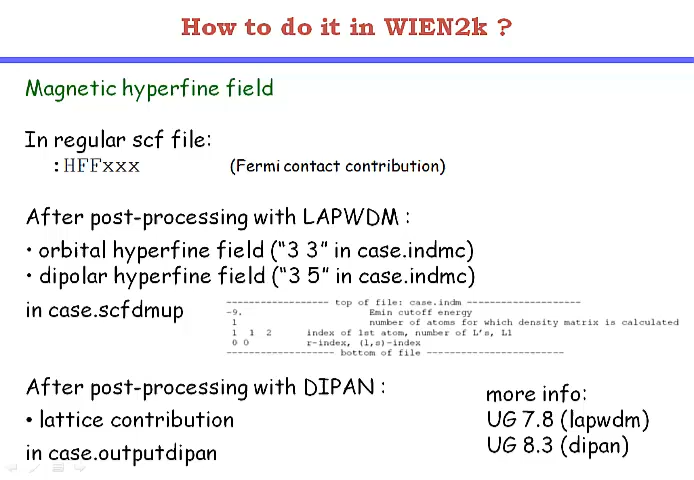 How to do it in WIEN2k ?
Magnetic hyperfine field
In regular scf file:
:HFFxxx (Fermi contact contribution)
After post-processing with LAPWDM :
• orbital hyperfine field ("3 3" in case.indmc)
• dipolar hyperfine field ("3 5" in case.indmc)
in case.scfdmup
------------------ top of file: case.indm --------------------
-9. Emin cutoff energy
1 number of atoms for which density matrix is calculated
1 1 2 index of 1st atom, number of L's, L1
0 0 r-index, (l,s)-index
------------------- bottom of file ------------------------
After post-processing with DIPAN :
• lattice contribution
in case.outputdipan
more info:
UG 7.8 (lapwdm)
UG 8.3 (dipan)